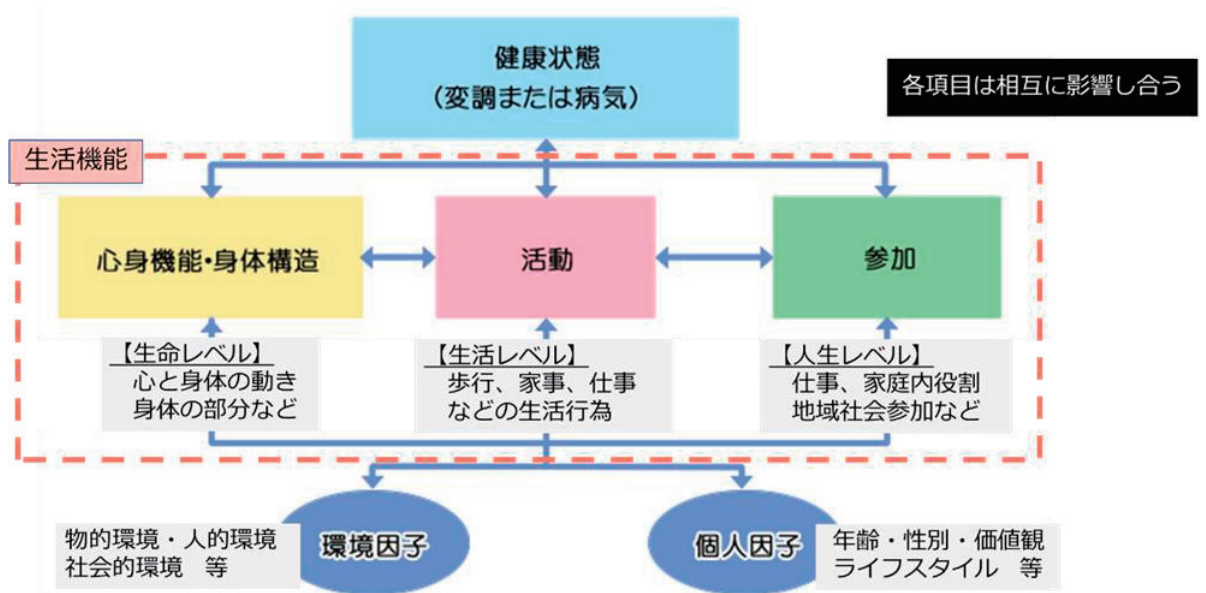 健康状態
(変調または病気)
各項目は相互に影響し合う
生活機能
心身機能・身体構造
活動
参加
【生命レベル】
心と身体の動き
身体の部分など
【生活レベル】
歩行、家事、仕事
などの生活行為
【人生レベル】
仕事、家庭内役割
地域社会参加など
物的環境・人的環境
社会的環境　等
環境因子
個人因子
年齢・性別・価値観
ライフスタイル　等